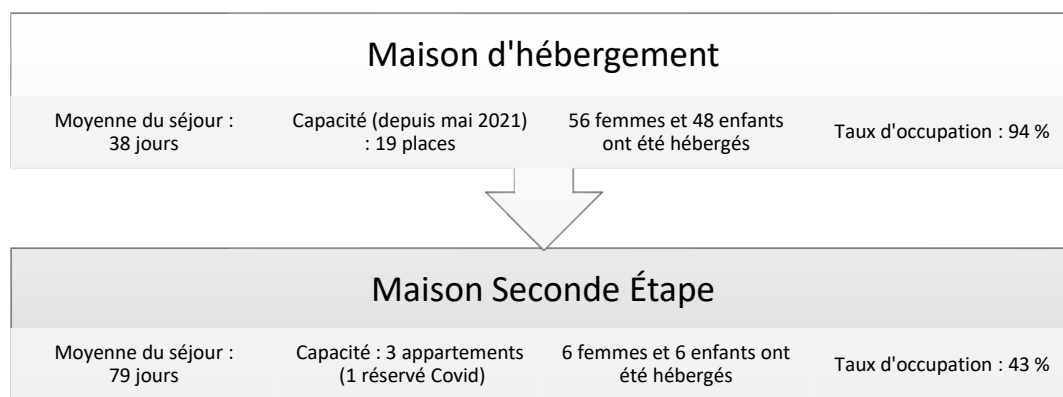 Maison d'hébergement
Moyenne du séjour :
38 jours
Capacité (depuis mai 2021)
: 19 places
56 femmes et 48 enfants
ont été hébergés
Taux d'occupation : 94 %
Maison Seconde Étape
Moyenne du séjour :
79 jours
Capacité : 3 appartements
(1 réservé Covid)
6 femmes et 6 enfants ont
été hébergés
Taux d'occupation : 43 %